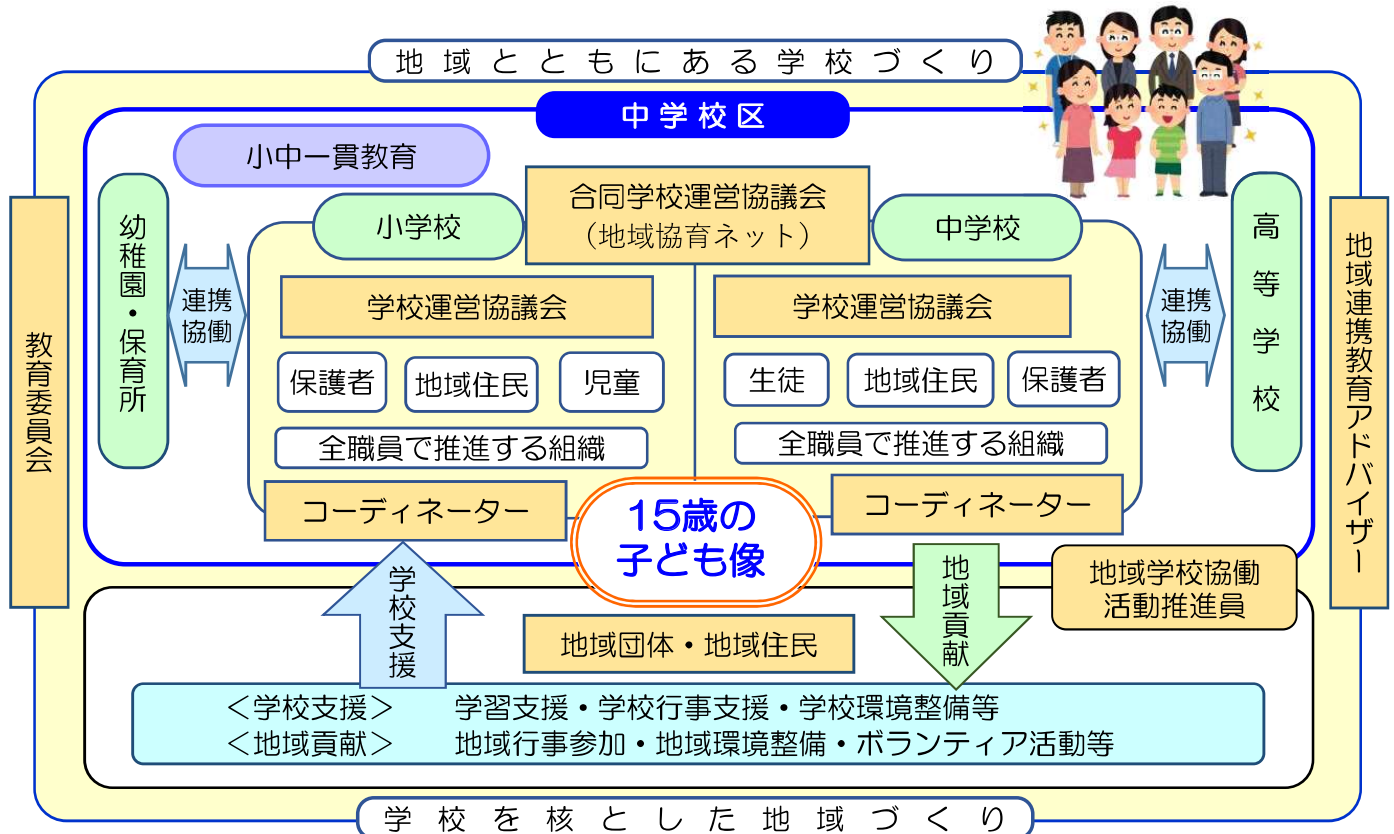 地域とともにある学校づくり
中学校区
小中一貫教育
合同学校運営協議会
（地域協育ネット）
小学校
中学校
幼稚園・保育所
高等学校
教育委員会
地域連携教育アドバイザー
連携
協働
連携
協働
学校運営協議会
学校運営協議会
保護者
地域住民
児童
生徒
地域住民
保護者
全職員で推進する組織
全職員で推進する組織
コーディネーター
コーディネーター
15歳の
子ども像
学校支援
地域貢献
地域学校協働
活動推進員
地域団体・地域住民
＜学校支援＞　学習支援・学校行事支援・学校環境整備等
＜地域貢献＞　地域行事参加・地域環境整備・ボランティア活動等
学校を核とした地域づくり